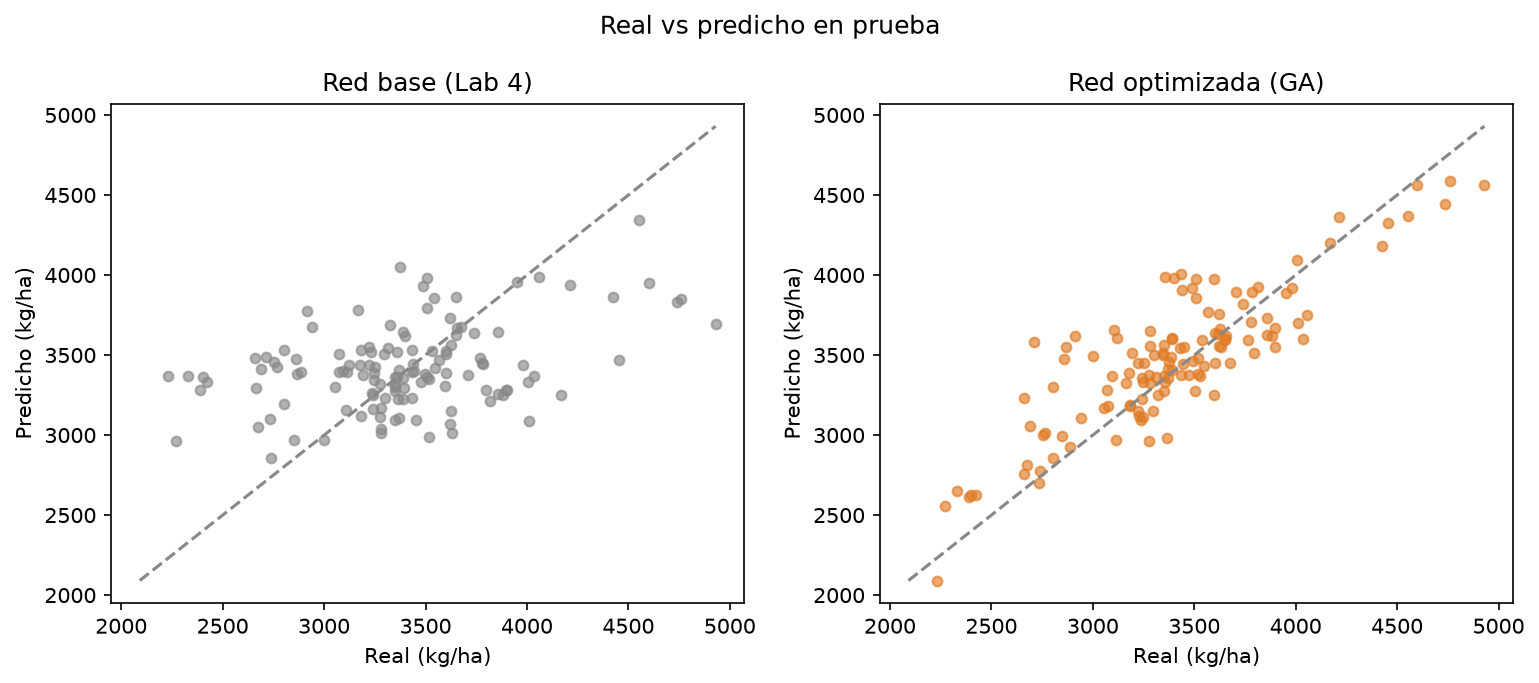 Real vs predicho en prueba
Red base (Lab 4)
Predicho (kg/ha)
5000
4500
4000
3500
3000
2500
2000
2000 2500 3000 3500 4000 4500 5000
Real (kg/ha)
Red optimizada (GA)
Predicho (kg/ha)
5000
4500
4000
3500
3000
2500
2000
2000 2500 3000 3500 4000 4500 5000
Real (kg/ha)